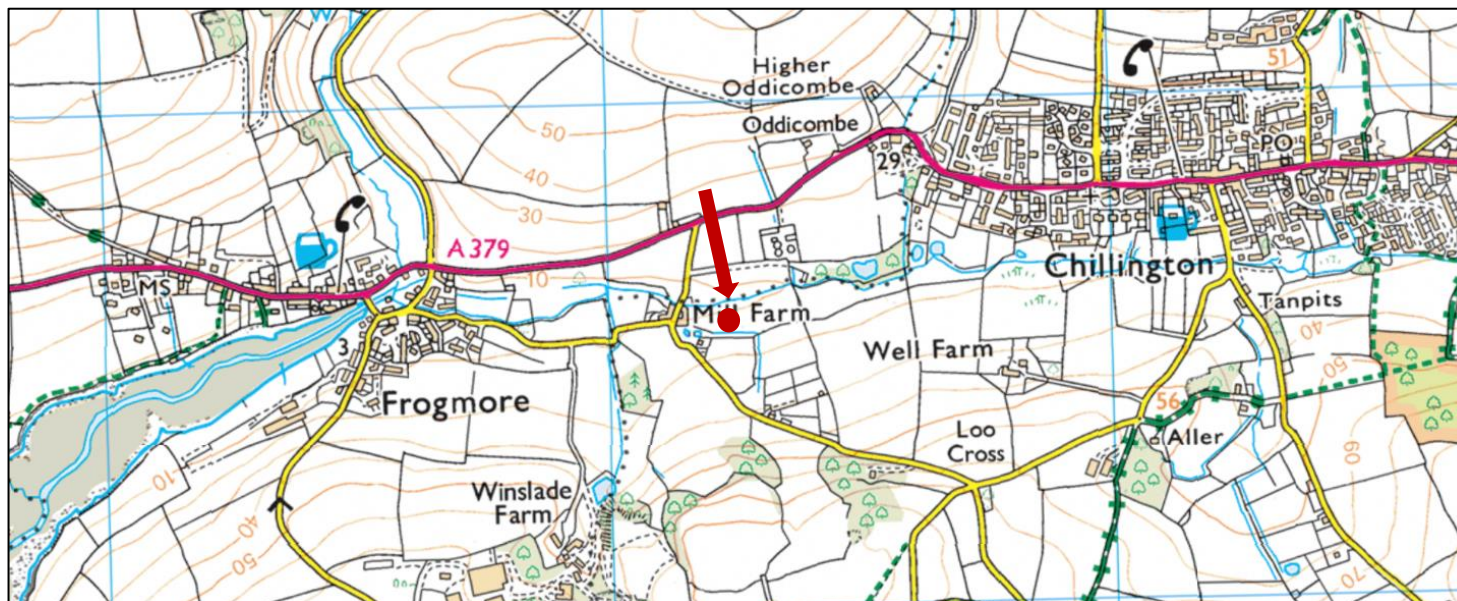 W
51
Higher
Oddicombe
50
Oddicombe
40
29
PO
30
A 379
10
MS
Chillington
Mill Farm
Tanpits
40
Well Farm
50
3
Frogmore
56
Loo
Cross
Aller
10
60
Winslade
Farm
40
50
70